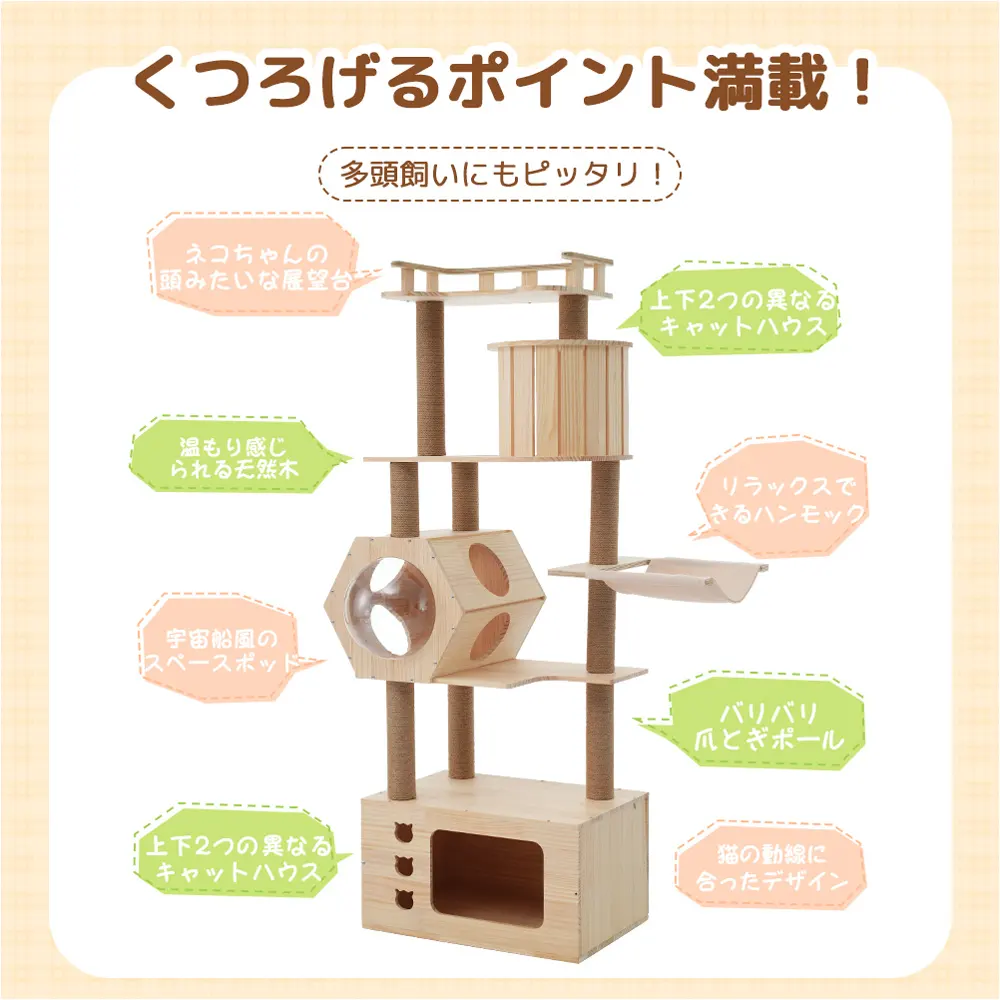 くつろげるポイント満載！
多頭飼いにもピッタリ！
ネコちゃんの
頭みたいな展望台
上下2つの異なる
キャットハウス
温もり感じ
られる天然木
リラックスで
きるハンモック
宇宙船風の
スペースポッド
バリバリ
爪とぎポール
上下2つの異なる
キャットハウス
猫の動線に
合ったデザイン